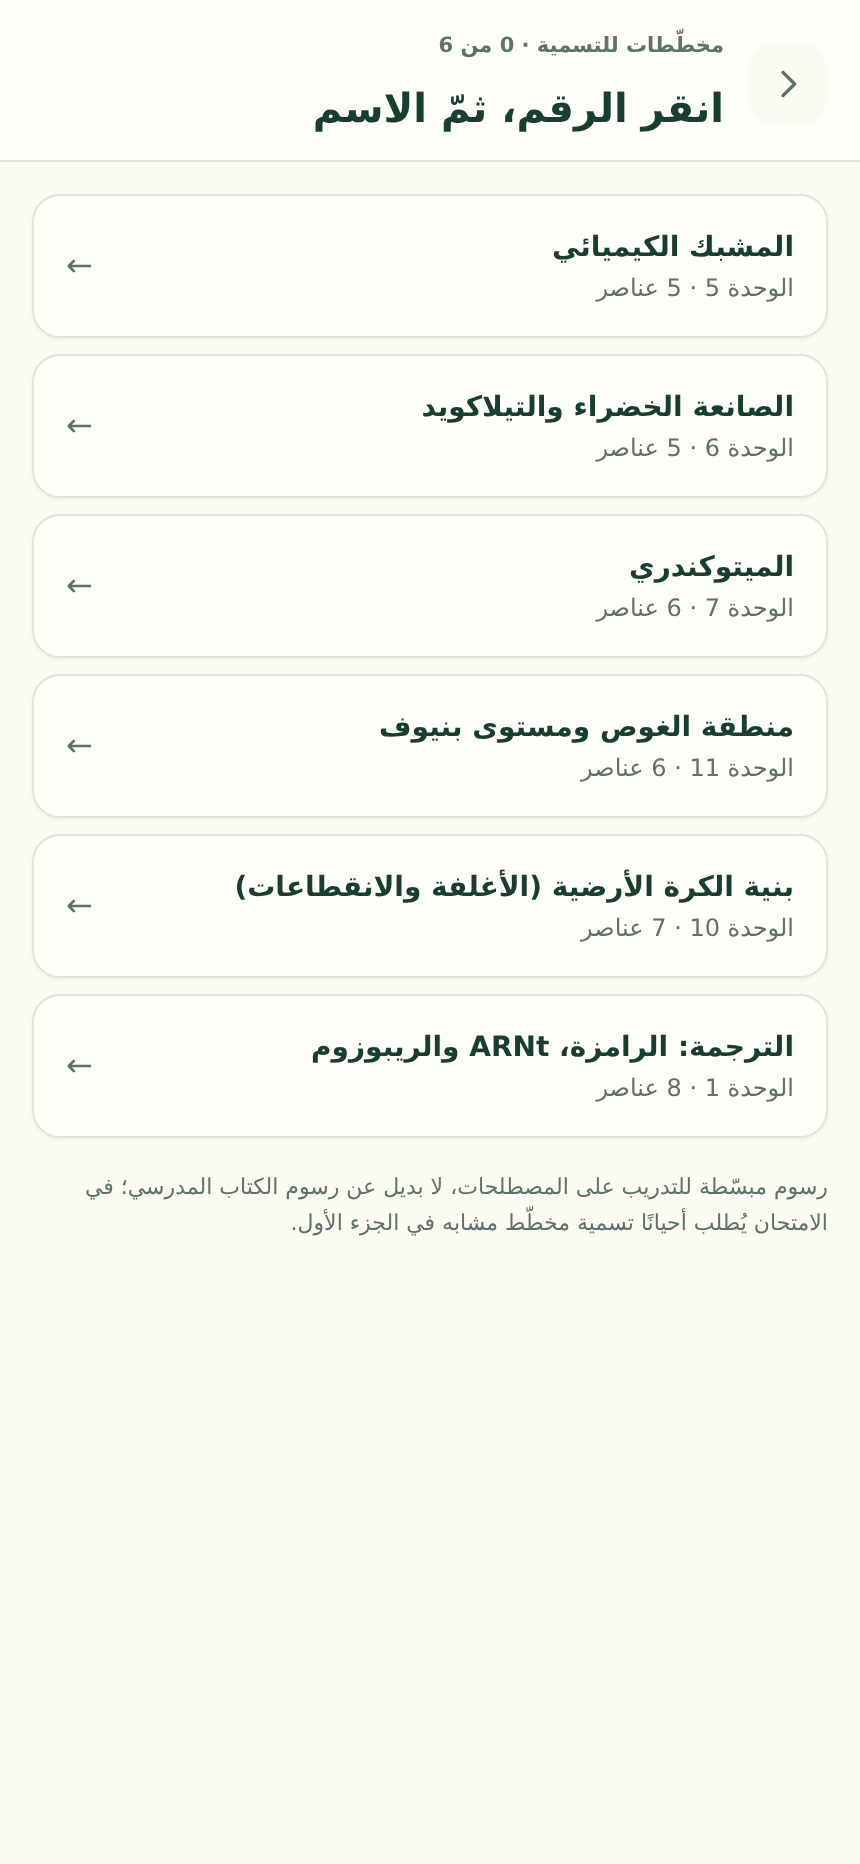 مخطّطات للتسمية · 0 من 6
انقر الرقم، ثمّ الاسم
المشبك الكيميائي
الوحدة 5 · 5 عناصر
←
الصانعة الخضراء والتيلاكويد
الوحدة 6 · 5 عناصر
←
الميتوكندري
الوحدة 7 · 6 عناصر
←
منطقة الغوص ومستوى بنيوف
الوحدة 11 · 6 عناصر
←
بنية الكرة الأرضية (الأغلفة والانقطاعات)
الوحدة 10 · 7 عناصر
←
الترجمة: الرامزة، ARNt والريبوزوم
الوحدة 1 · 8 عناصر
←
رسوم مبسّطة للتدريب على المصطلحات، لا بديل عن رسوم الكتاب المدرسي؛ في
الامتحان يُطلب أحيانًا تسمية مخطّط مشابه في الجزء الأول.